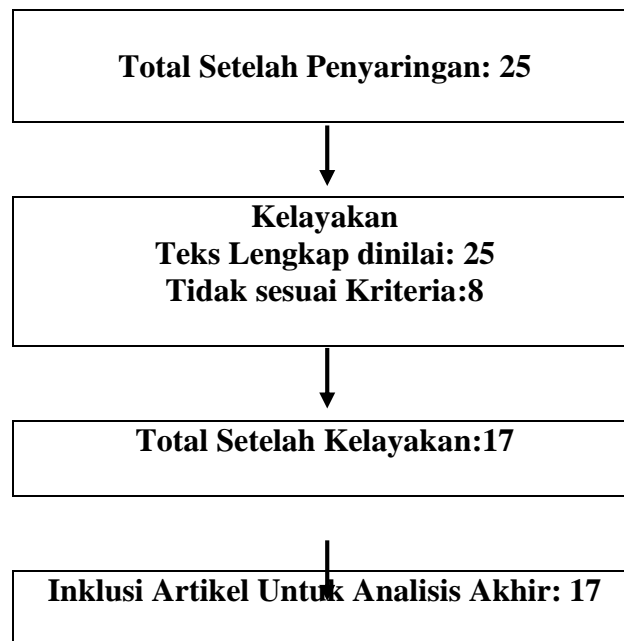 Total Setelah Penyaringan: 25
Kelayakan
Teks Lengkap dinilai: 25
Tidak sesuai Kriteria:8
Total Setelah Kelayakan:17
Inklusi Artikel Untuk Analisis Akhir: 17